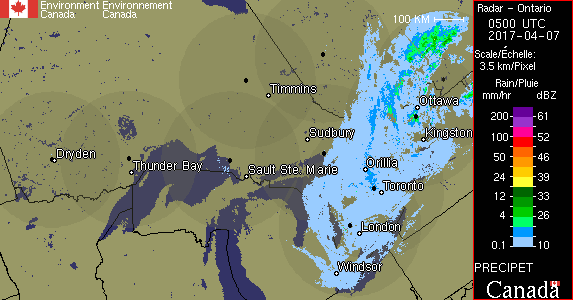 Environment Environnement
Canada Canada
100 KM
Timmins
Ottawa
Sudbury
Kingston
Dryden
Thunder Bay
Sault Ste. Marie
Orillia
Toronto
London
Windsor
Radar - Ontario
0500 UTC
2017-04-07
Scale/Échelle:
3.5 km/Pixel
Rain/Pluie
mm/hr dBZ
200 61
100 52
50 46
24 39
12 33
4 26
0.1 10
PRECIPET
Canada